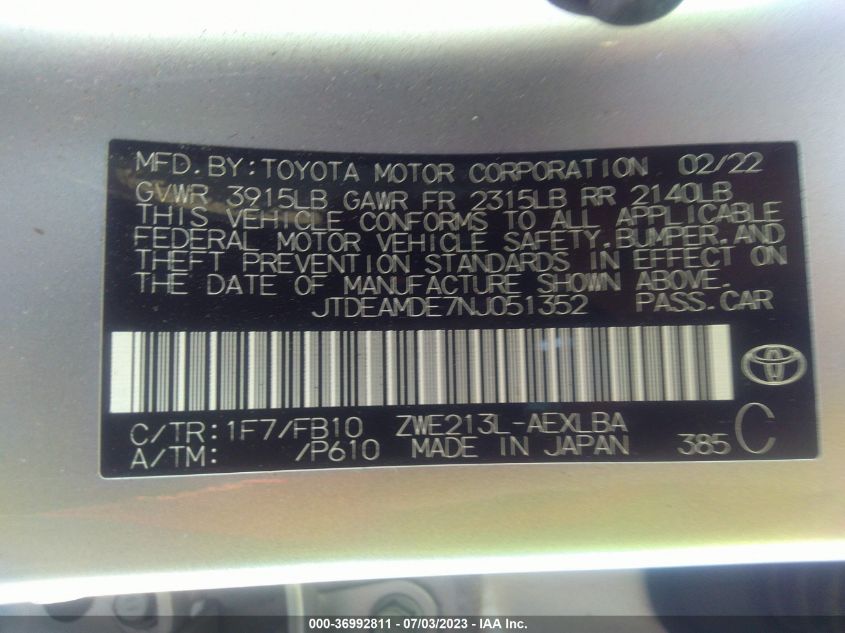 MFD.BY:TOYOTA MOTOR CORPORATION 02/22
GVWR 3915LB GAWR FR 2315LB RR 2140LB
THIS VEHICLE CONFORMS TO ALL APPLICABLE
FEDERAL MOTOR VEHICLE SAFETY,BUMPER,AND
THEFT PREVENTION STANDARDS IN EFFECT ON
THE DATE OF MANUFACTURE SHOWN ABOVE.
JTDEAMDE7NJ051352 PASS.CAR
C/TR:1F7/FB10 ZWE213L-AEXLBA
A/TM: /P610 MADE IN JAPAN 385 C
000-36992811 - 07/03/2023 - IAA Inc.